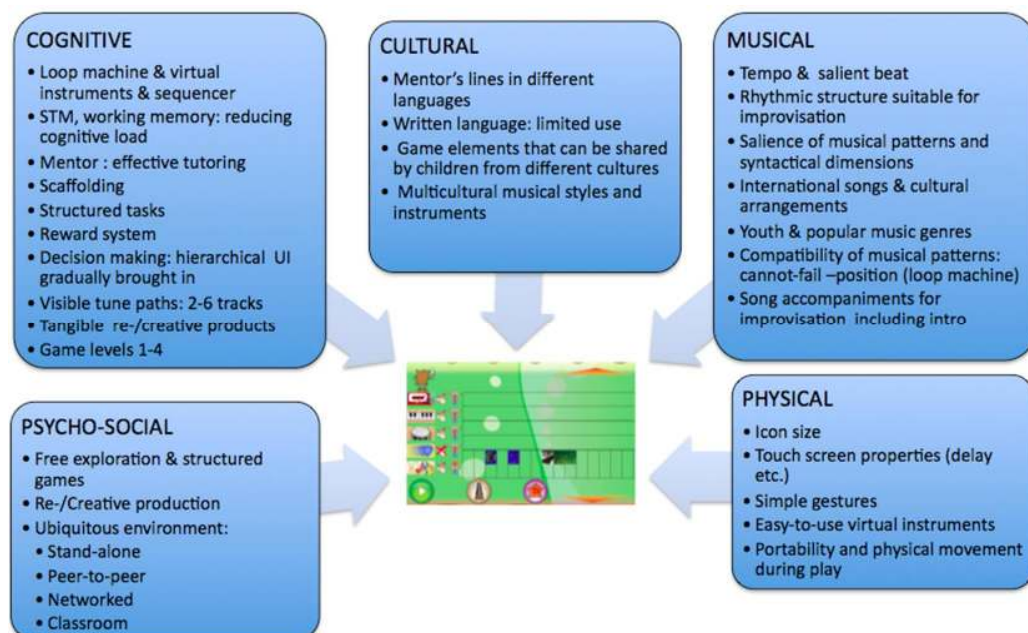 COGNITIVE
• Loop machine & virtual
instruments & sequencer
• STM, working memory: reducing
cognitive load
• Mentor : effective tutoring
• Scaffolding
• Structured tasks
• Reward system
• Decision making: hierarchical UI
gradually brought in
• Visible tune paths: 2-6 tracks
• Tangible re-/creative products
• Game levels 1-4
CULTURAL
• Mentor's lines in different
languages
• Written language: limited use
• Game elements that can be shared
by children from different cultures
• Multicultural musical styles and
instruments
MUSICAL
• Tempo & salient beat
• Rhythmic structure suitable for
improvisation
• Salience of musical patterns and
syntactical dimensions
• International songs & cultural
arrangements
• Youth & popular music genres
• Compatibility of musical patterns:
cannot-fail –position (loop machine)
• Song accompaniments for
improvisation including intro
PSYCHO-SOCIAL
• Free exploration & structured
games
• Re-/Creative production
• Ubiquitous environment:
• Stand-alone
• Peer-to-peer
• Networked
• Classroom
PHYSICAL
• Icon size
• Touch screen properties (delay
etc.)
• Simple gestures
• Easy-to-use virtual instruments
• Portability and physical movement
during play